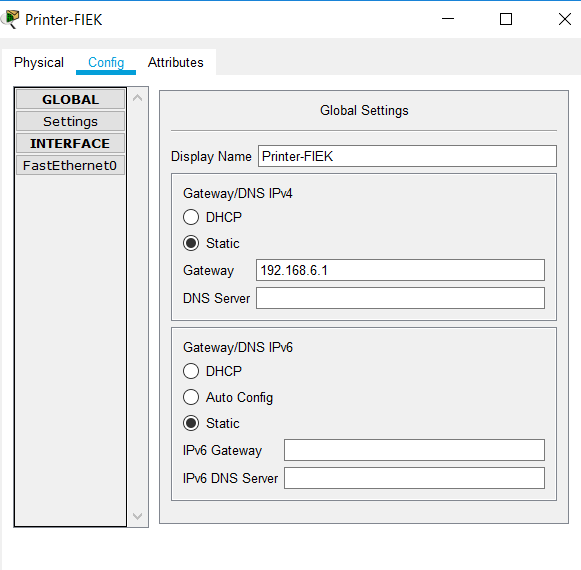 Printer-FIEK
Physical Config Attributes
GLOBAL
Settings
INTERFACE
FastEthernet0
Global Settings
Display Name Printer-FIEK
Gateway/DNS IPv4
DHCP
Static
Gateway 192.168.6.1
DNS Server
Gateway/DNS IPv6
DHCP
Auto Config
Static
IPv6 Gateway
IPv6 DNS Server